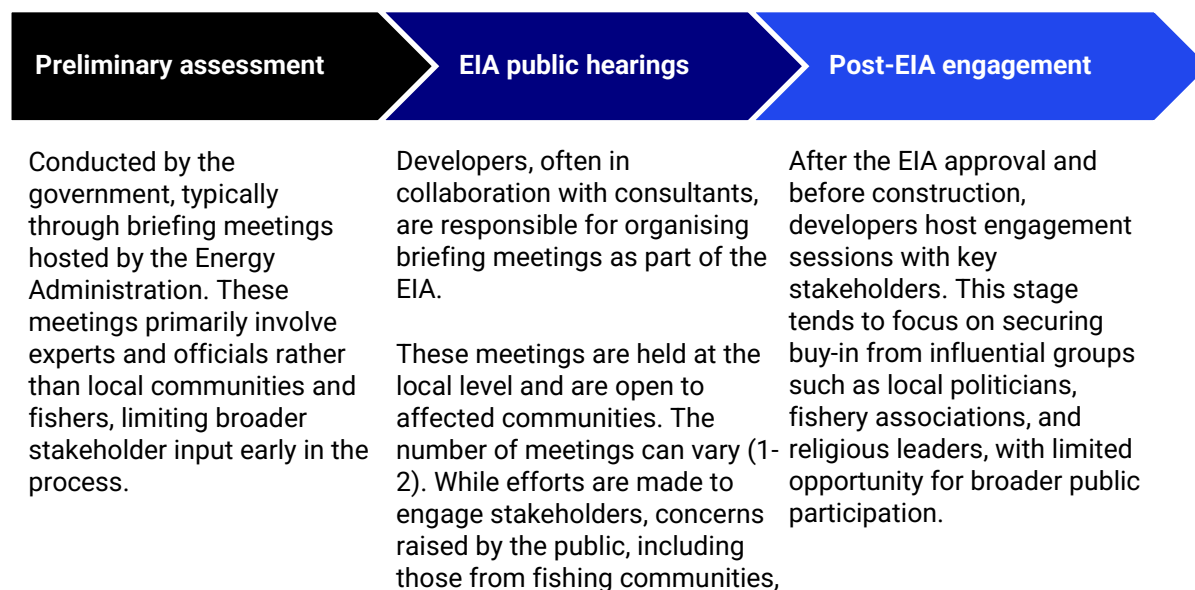 Preliminary assessment
EIA public hearings
Post-EIA engagement
Conducted by the
government, typically
through briefing meetings
hosted by the Energy
Administration. These
meetings primarily involve
experts and officials rather
than local communities and
fishers, limiting broader
stakeholder input early in the
process.
Developers, often in
collaboration with consultants,
are responsible for organising
briefing meetings as part of the
EIA.
These meetings are held at the
local level and are open to
affected communities. The
number of meetings can vary (1-
2). While efforts are made to
engage stakeholders, concerns
raised by the public, including
those from fishing communities,
After the EIA approval and
before construction,
developers host engagement
sessions with key
stakeholders. This stage
tends to focus on securing
buy-in from influential groups
such as local politicians,
fishery associations, and
religious leaders, with limited
opportunity for broader public
participation.